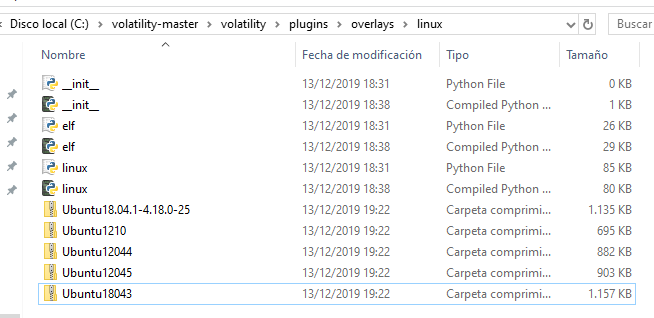 Disco local (C:) > volatility-master > volatility > plugins > overlays > linux Buscar
Nombre Fecha de modificación Tipo Tamaño
__init__ 13/12/2019 18:31 Python File 0 KB
__init__ 13/12/2019 18:38 Compiled Python ... 1 KB
elf 13/12/2019 18:31 Python File 26 KB
elf 13/12/2019 18:38 Compiled Python ... 29 KB
linux 13/12/2019 18:31 Python File 85 KB
linux 13/12/2019 18:38 Compiled Python ... 80 KB
Ubuntu18.04.1-4.18.0-25 13/12/2019 19:22 Carpeta comprimi... 1.135 KB
Ubuntu1210 13/12/2019 19:22 Carpeta comprimi... 695 KB
Ubuntu12044 13/12/2019 19:22 Carpeta comprimi... 882 KB
Ubuntu12045 13/12/2019 19:22 Carpeta comprimi... 903 KB
Ubuntu18043 13/12/2019 19:22 Carpeta comprimi... 1.157 KB